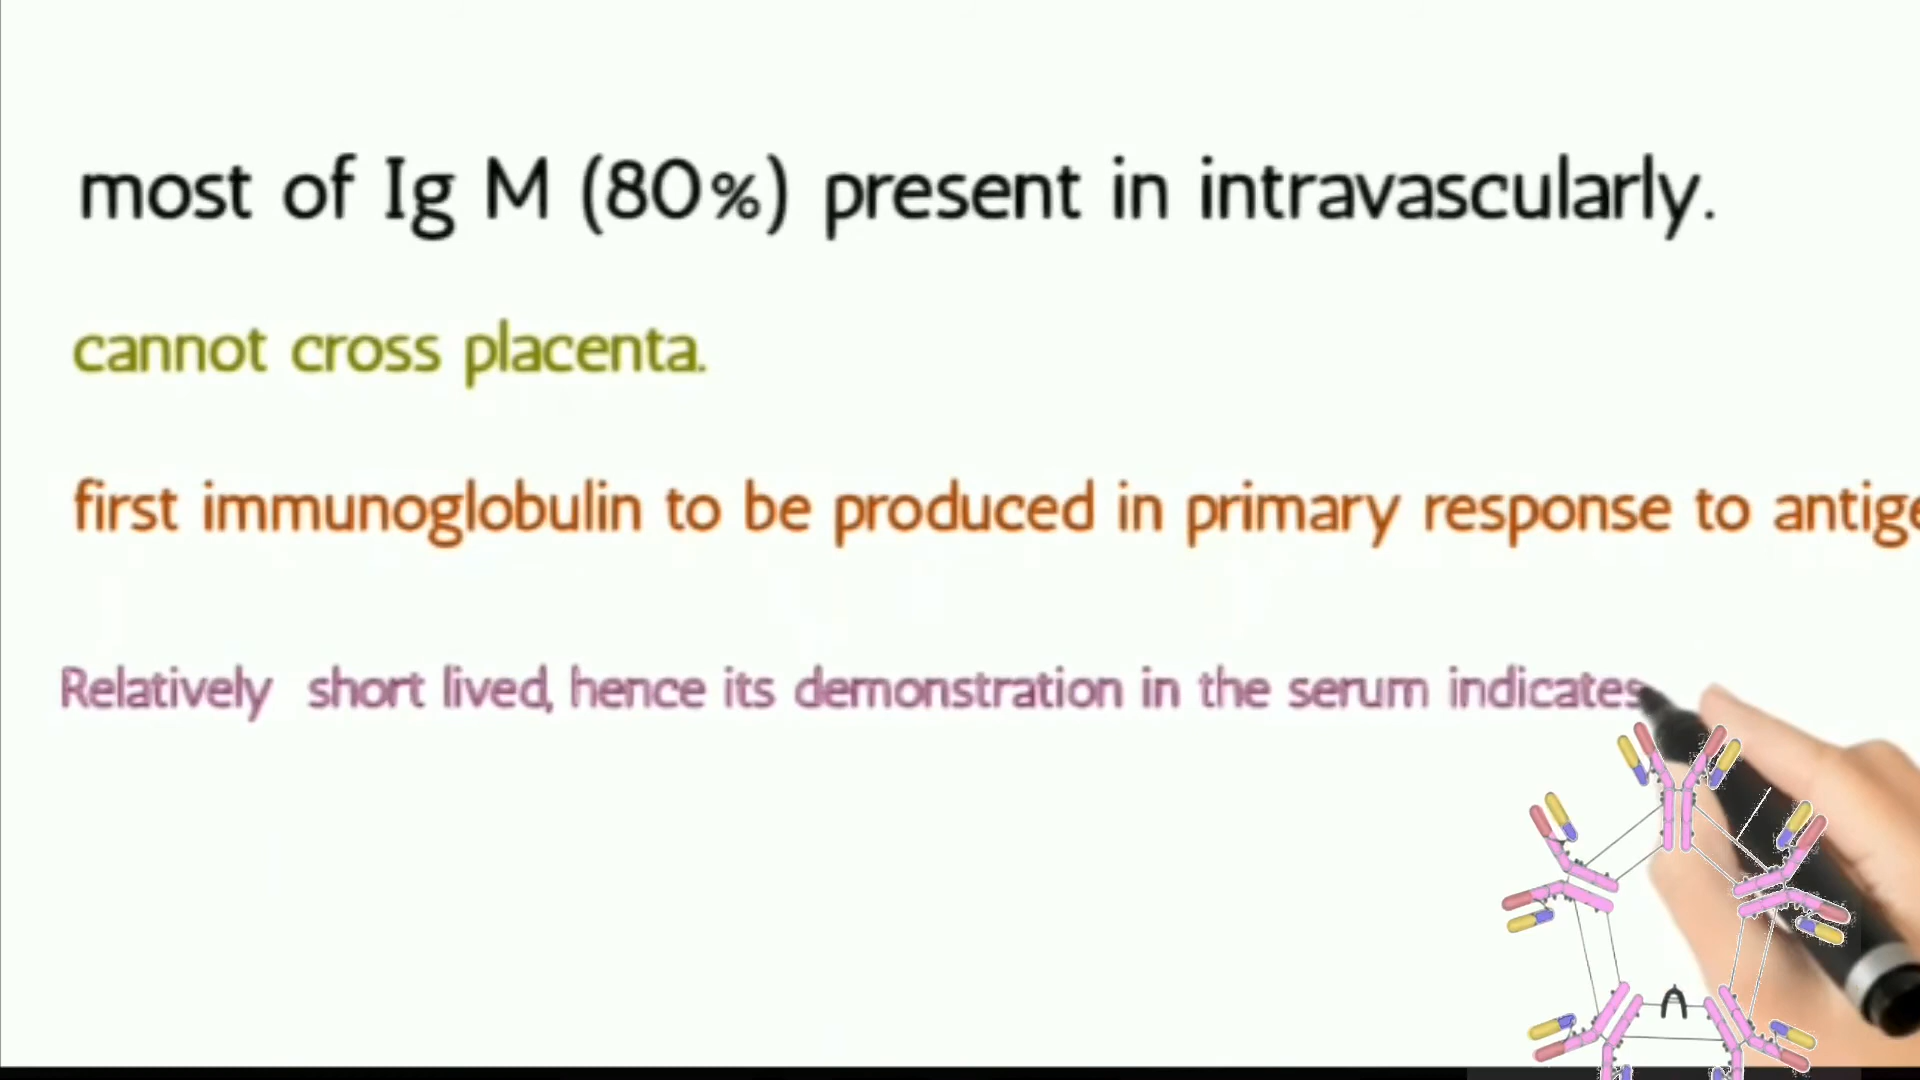 most of Ig M (80%) present in intravascularly.
cannot cross placenta.
first immunoglobulin to be produced in primary response to antige
Relatively short lived, hence its demonstration in the serum indicates